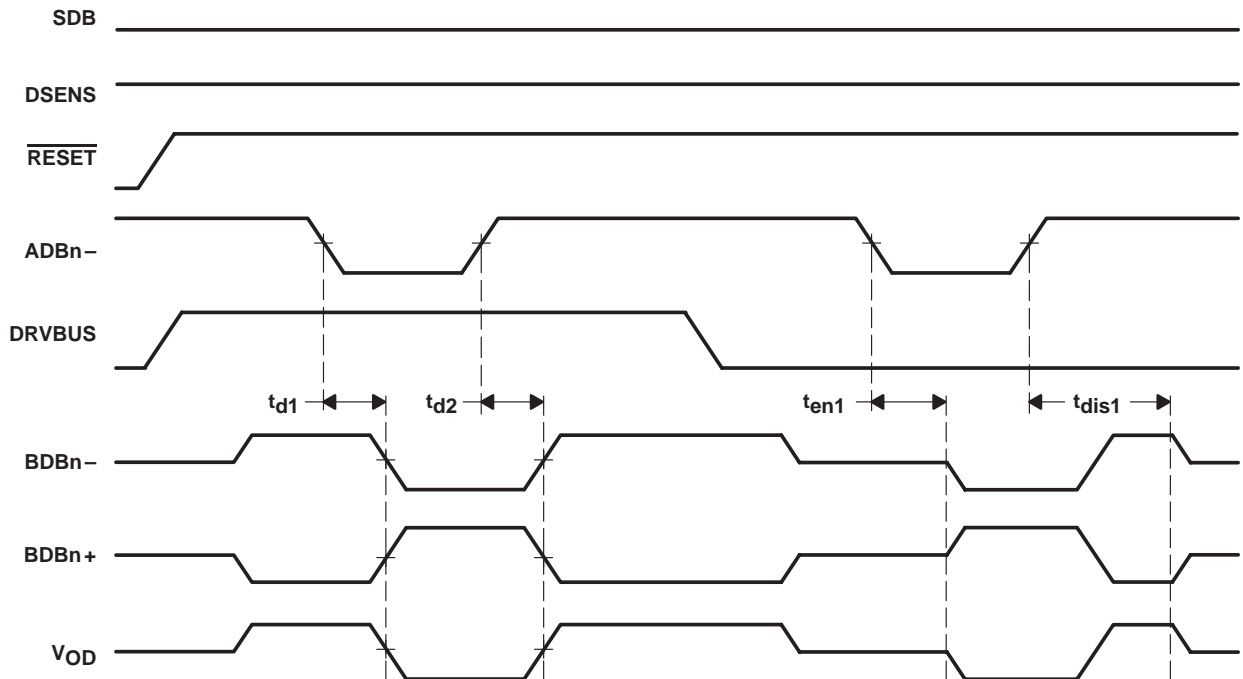 SDB
DSENS
RESET
ADBn−
DRVBUS
td1 td2 ten1 tdis1
BDBn−
BDBn+
VOD